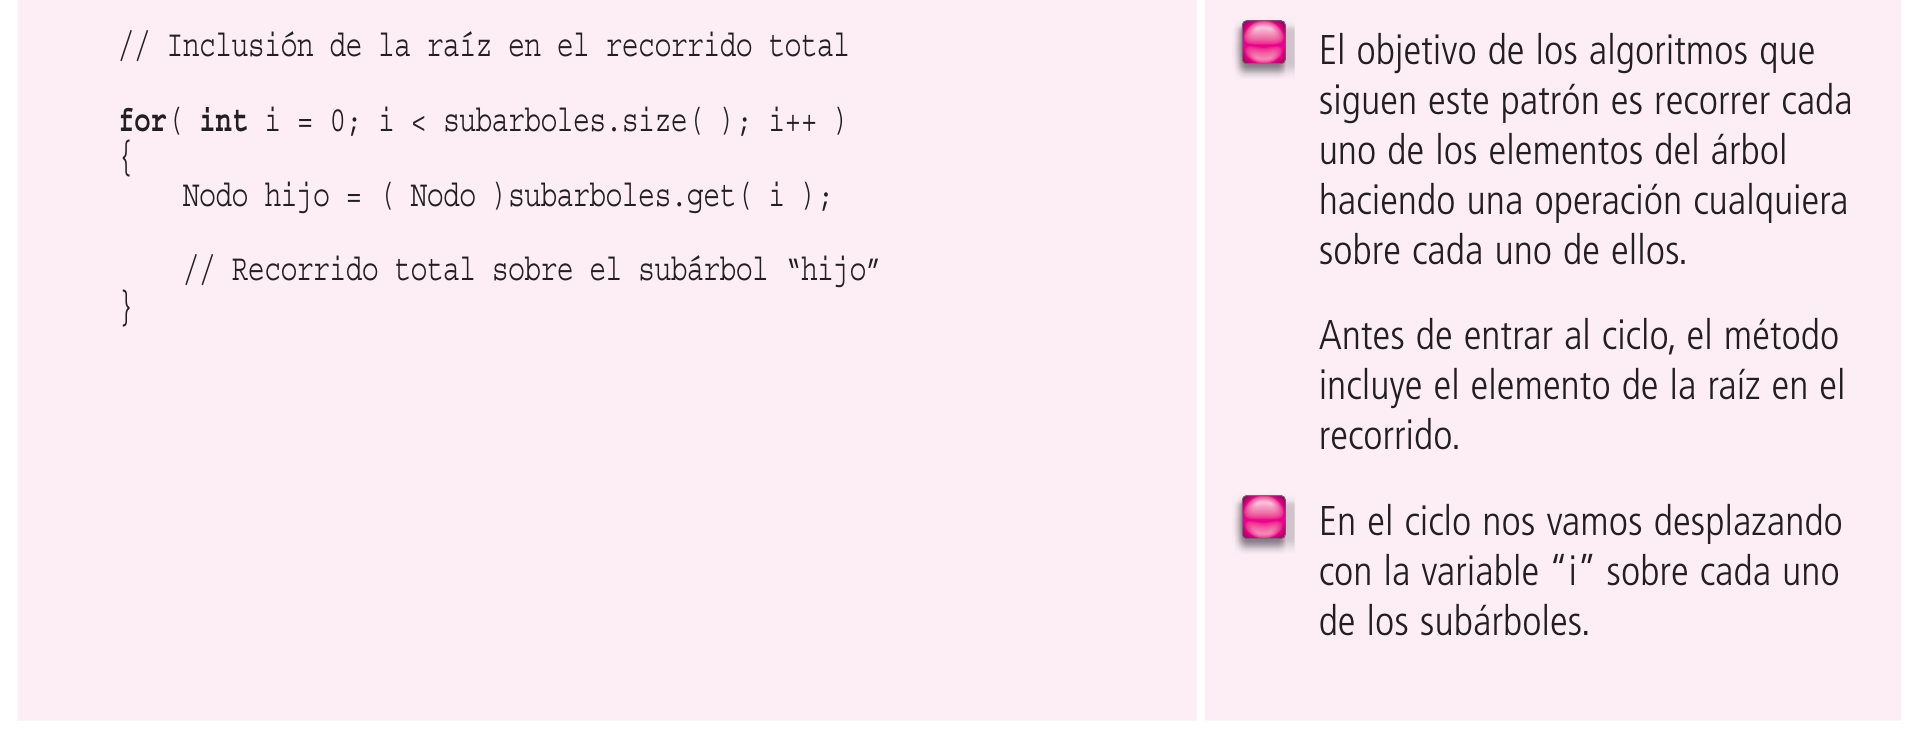 // Inclusión de la raíz en el recorrido total
for( int i = 0; i < subarboles.size( ); i++ )
{
Nodo hijo = ( Nodo )subarboles.get( i );
// Recorrido total sobre el subárbol “hijo”
}
El objetivo de los algoritmos que
siguen este patrón es recorrer cada
uno de los elementos del árbol
haciendo una operación cualquiera
sobre cada uno de ellos.
Antes de entrar al ciclo, el método
incluye el elemento de la raíz en el
recorrido.
En el ciclo nos vamos desplazando
con la variable “i” sobre cada uno
de los subárboles.